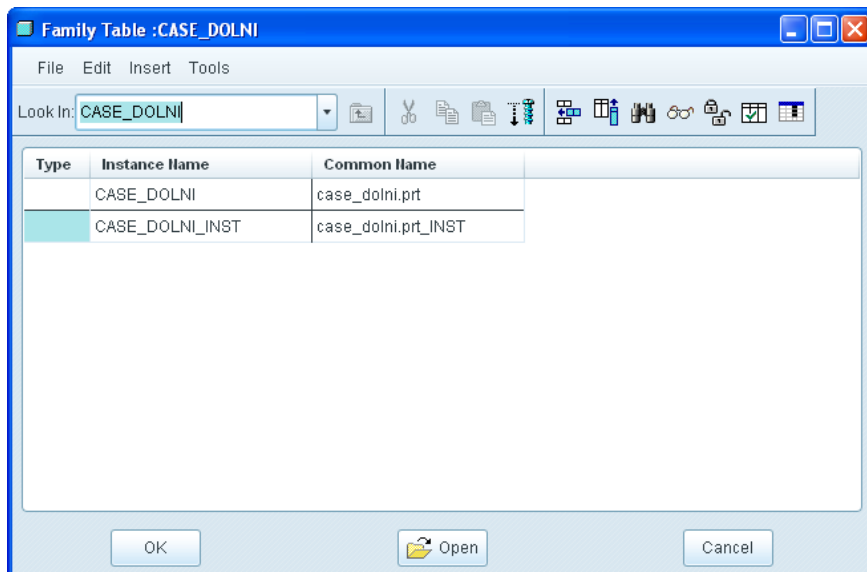 Family Table :CASE_DOLNI
File Edit Insert Tools
Look In: CASE_DOLNI
Type Instance Name Common Name
CASE_DOLNI case_dolni.prt
CASE_DOLNI_INST case_dolni.prt_INST
OK Open Cancel